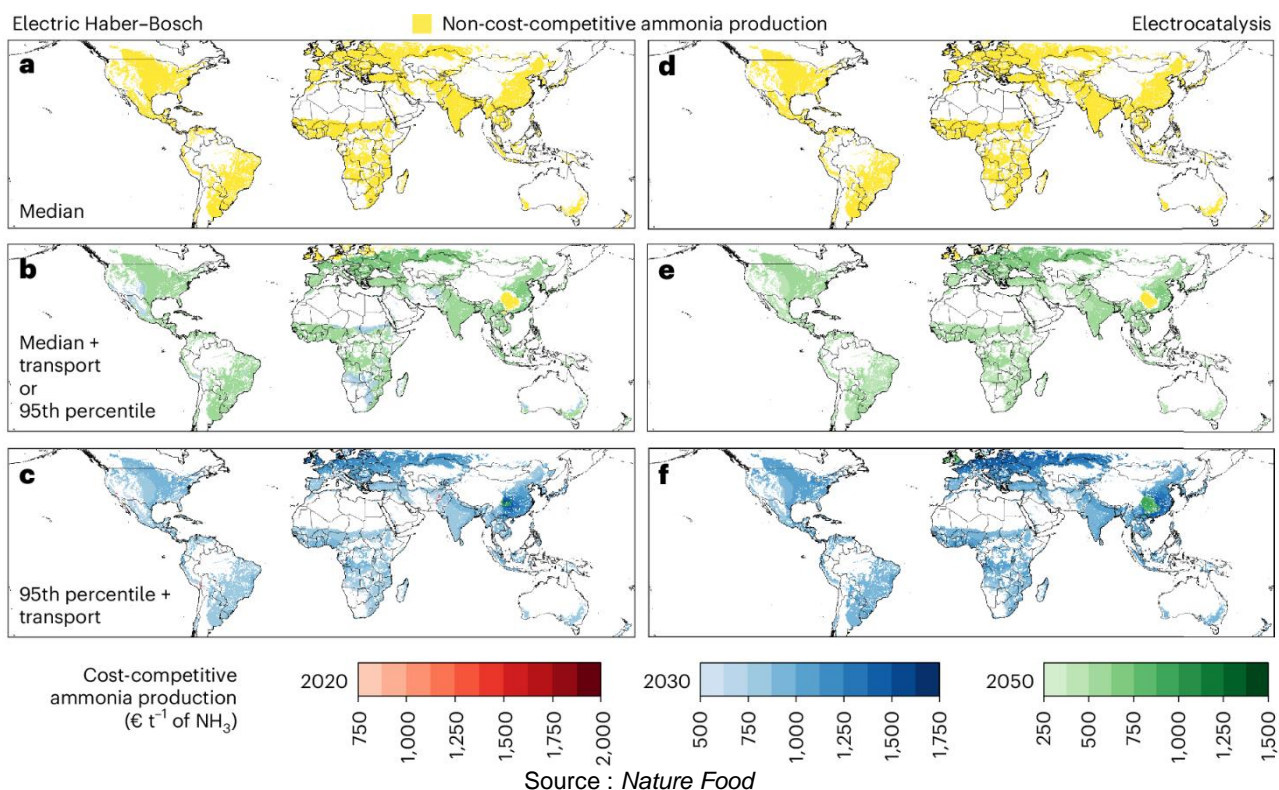 Electric Haber–Bosch
Non-cost-competitive ammonia production
Electrocatalysis
a
d
Median
b
e
Median +
transport
or
95th percentile
c
f
95th percentile +
transport
Cost-competitive
ammonia production
(€ t⁻¹ of NH₃)
2020
750
1,000
1,250
1,500
1,750
2,000
2030
500
750
1,000
1,250
1,500
1,750
2050
250
500
750
1,000
1,250
1,500
Source : Nature Food